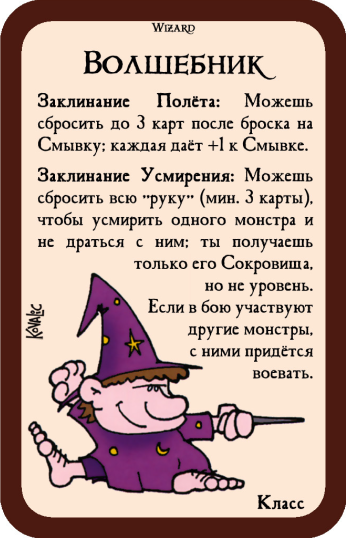 Wizard
Волшебник
Заклинание Полёта: Можешь
сбросить до 3 карт после броска на
Смывку; каждая даёт +1 к Смывке.
Заклинание Усмирения: Можешь
сбросить всю "руку" (мин. 3 карты),
чтобы усмирить одного монстра и
не драться с ним; ты получаешь
только его Сокровища,
но не уровень.
Если в бою участвуют
другие монстры,
с ними придётся
воевать.
Kovalic
Класс